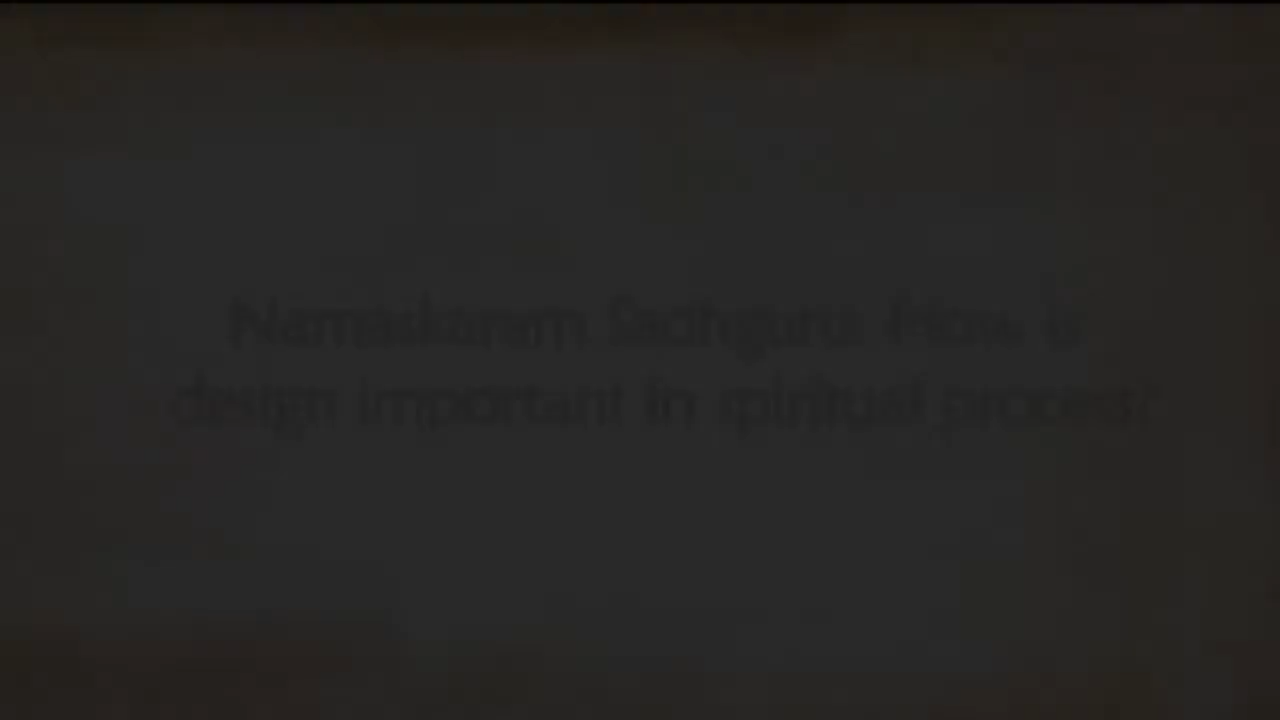 Namaskaram Sadhguru. How is
design important in spiritual process?